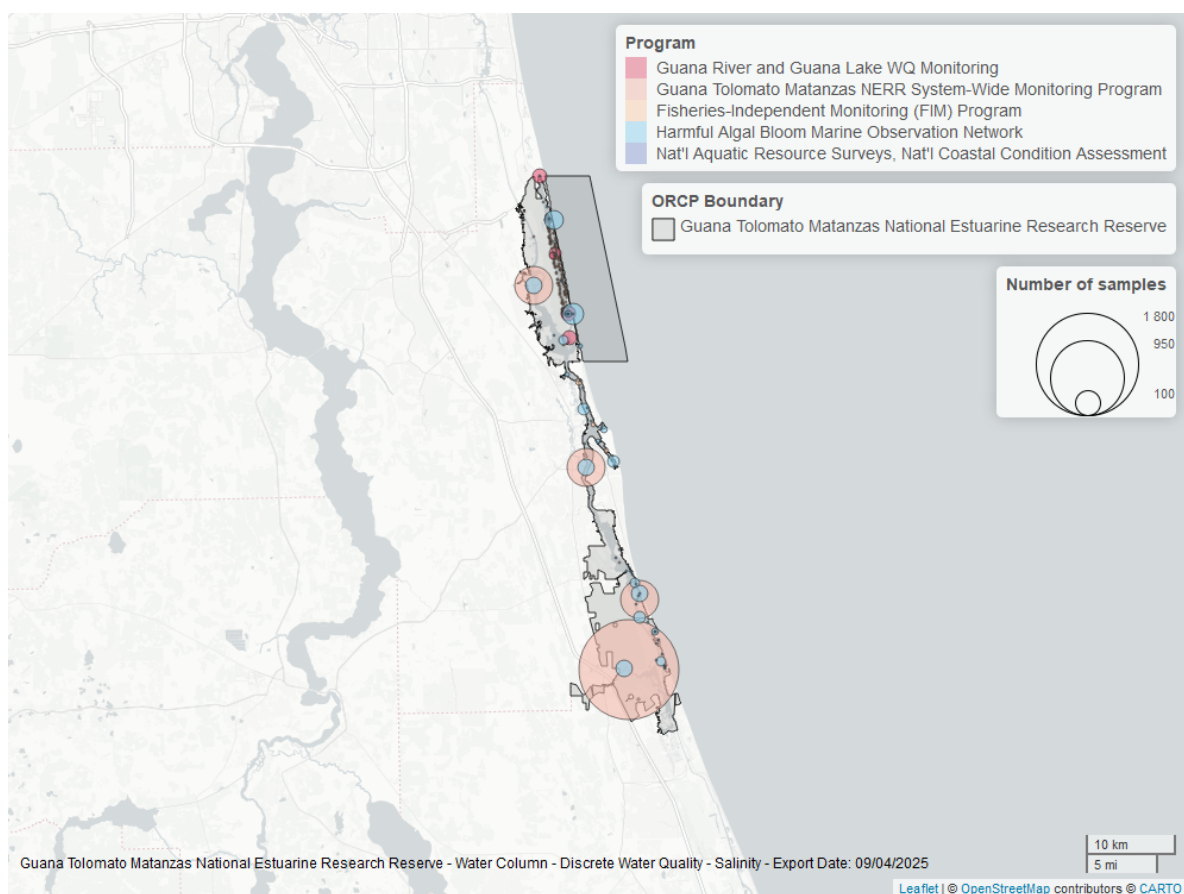 Program
Guana River and Guana Lake WQ Monitoring
Guana Tolomato Matanzas NERR System-Wide Monitoring Program
Fisheries-Independent Monitoring (FIM) Program
Harmful Algal Bloom Marine Observation Network
Nat'l Aquatic Resource Surveys, Nat'l Coastal Condition Assessment
ORCP Boundary
Guana Tolomato Matanzas National Estuarine Research Reserve
Number of samples
1 800
950
100
10 km
5 mi
Guana Tolomato Matanzas National Estuarine Research Reserve - Water Column - Discrete Water Quality - Salinity - Export Date: 09/04/2025
Leaflet | © OpenStreetMap contributors © CARTO